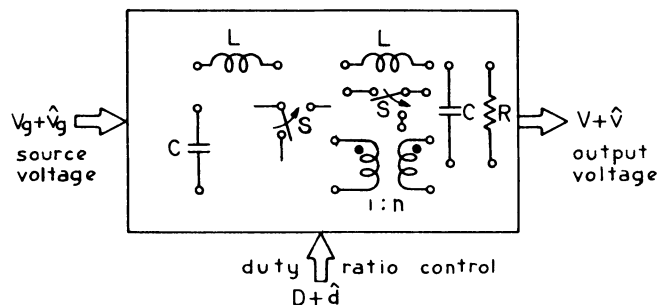 L
L
Vg+v̂g
source
voltage
C
S
S
C
R
V+v̂
output
voltage
1:n
duty ratio control
D+d̂